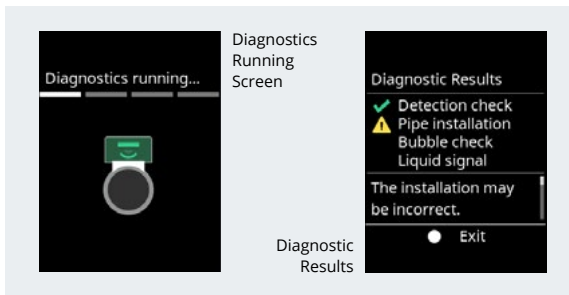 Diagnostics running...
Diagnostics
Running
Screen
Diagnostic Results
Detection check
Pipe installation
Bubble check
Liquid signal
The installation may
be incorrect.
Exit
Diagnostic
Results